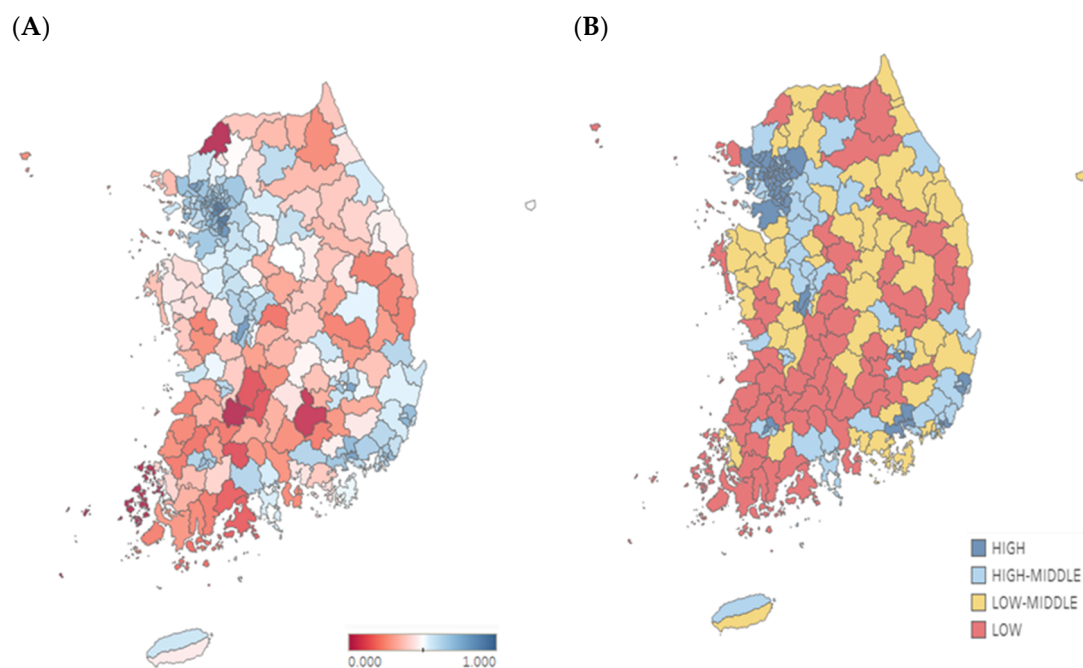 (A)
(B)
0.000 1.000
HIGH
HIGH-MIDDLE
LOW-MIDDLE
LOW